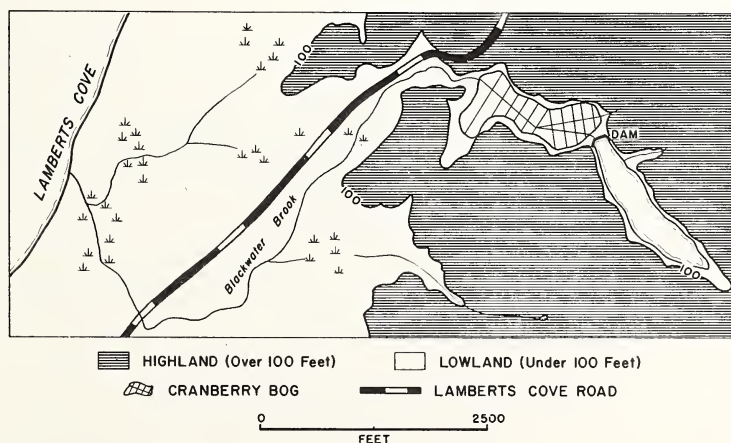 LAMBERTS COVE
100
DAM
100
Blackwater Brook
100
HIGHLAND (Over 100 Feet)
LOWLAND (Under 100 Feet)
CRANBERRY BOG
LAMBERTS COVE ROAD
0 2500
FEET